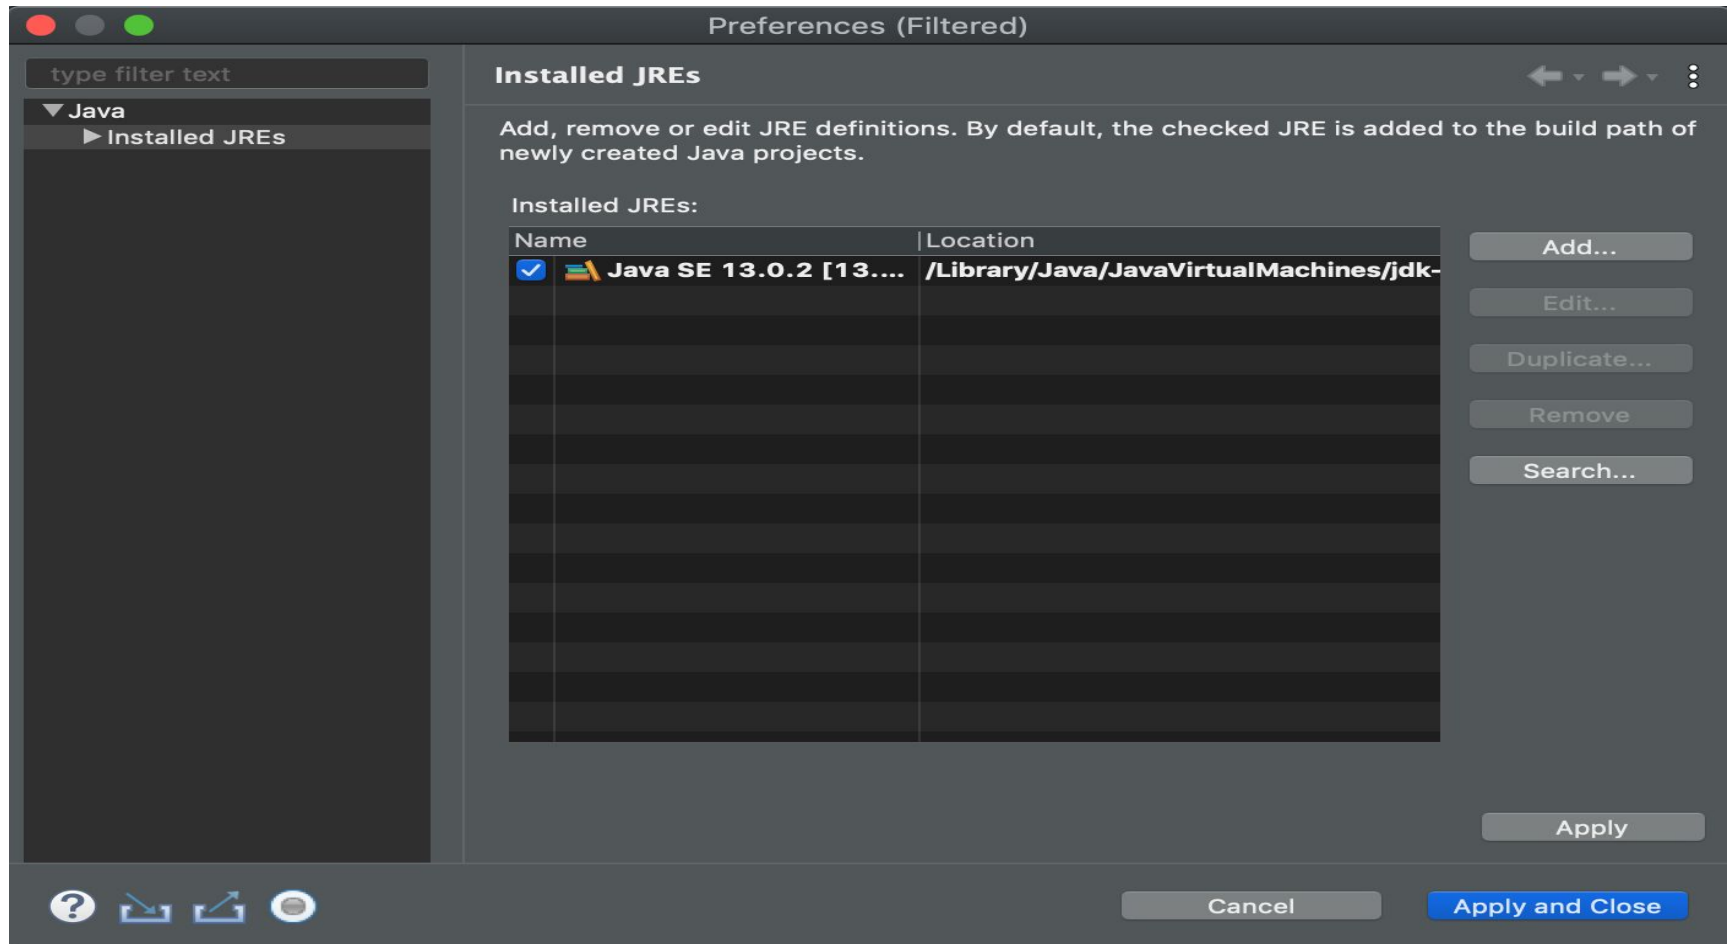 Preferences (Filtered)
type filter text
Java
Installed JREs
Installed JREs
Add, remove or edit JRE definitions. By default, the checked JRE is added to the build path of
newly created Java projects.
Installed JREs:
Name Location
Java SE 13.0.2 [13.... /Library/Java/JavaVirtualMachines/jdk-
Add...
Edit...
Duplicate...
Remove
Search...
Apply
? Cancel Apply and Close